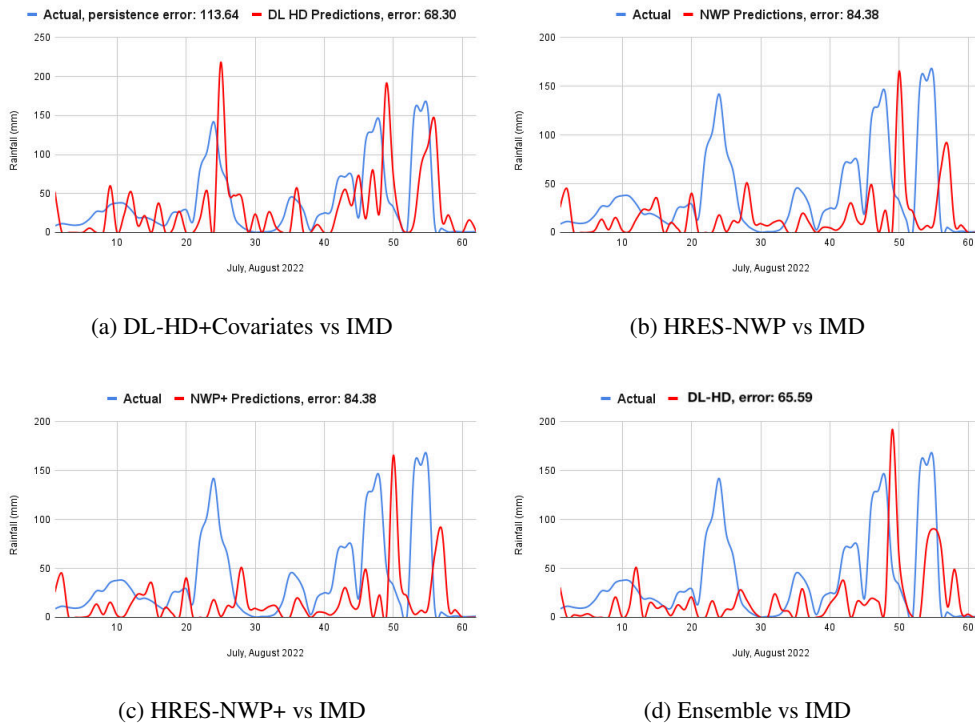 Actual, persistence error: 113.64 DL HD Predictions, error: 68.30
250
200
150
100
50
0
Rainfall (mm)
10 20 30 40 50 60
July, August 2022
(a) DL-HD+Covariates vs IMD
Actual NWP Predictions, error: 84.38
200
150
100
50
0
Rainfall (mm)
10 20 30 40 50 60
July, August 2022
(b) HRES-NWP vs IMD
Actual NWP+ Predictions, error: 84.38
200
150
100
50
0
Rainfall (mm)
10 20 30 40 50 60
July, August 2022
(c) HRES-NWP+ vs IMD
Actual DL-HD, error: 65.59
200
150
100
50
0
Rainfall (mm)
10 20 30 40 50 60
July, August 2022
(d) Ensemble vs IMD